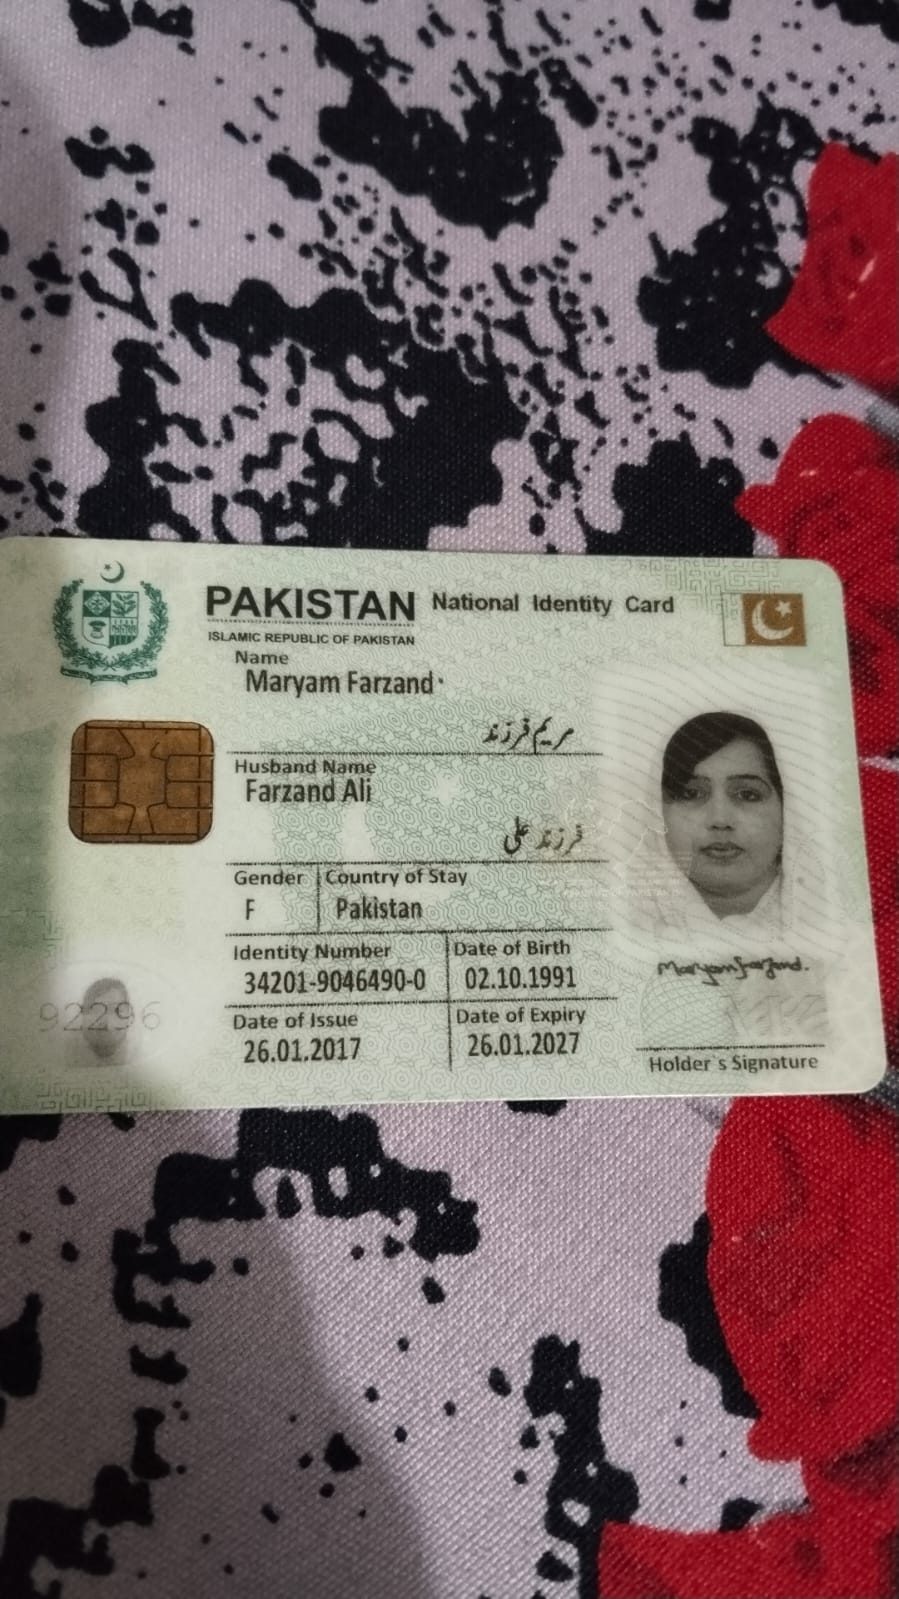 PAKISTAN National Identity Card
ISLAMIC REPUBLIC OF PAKISTAN
Name
Maryam Farzand
مریم فرزند
Husband Name
Farzand Ali
فرزند علی
Gender Country of Stay
F Pakistan
Identity Number Date of Birth
34201-9046490-0 02.10.1991
Date of Issue Date of Expiry
26.01.2017 26.01.2027
92296
Maryam Farzand.
Holder`s Signature